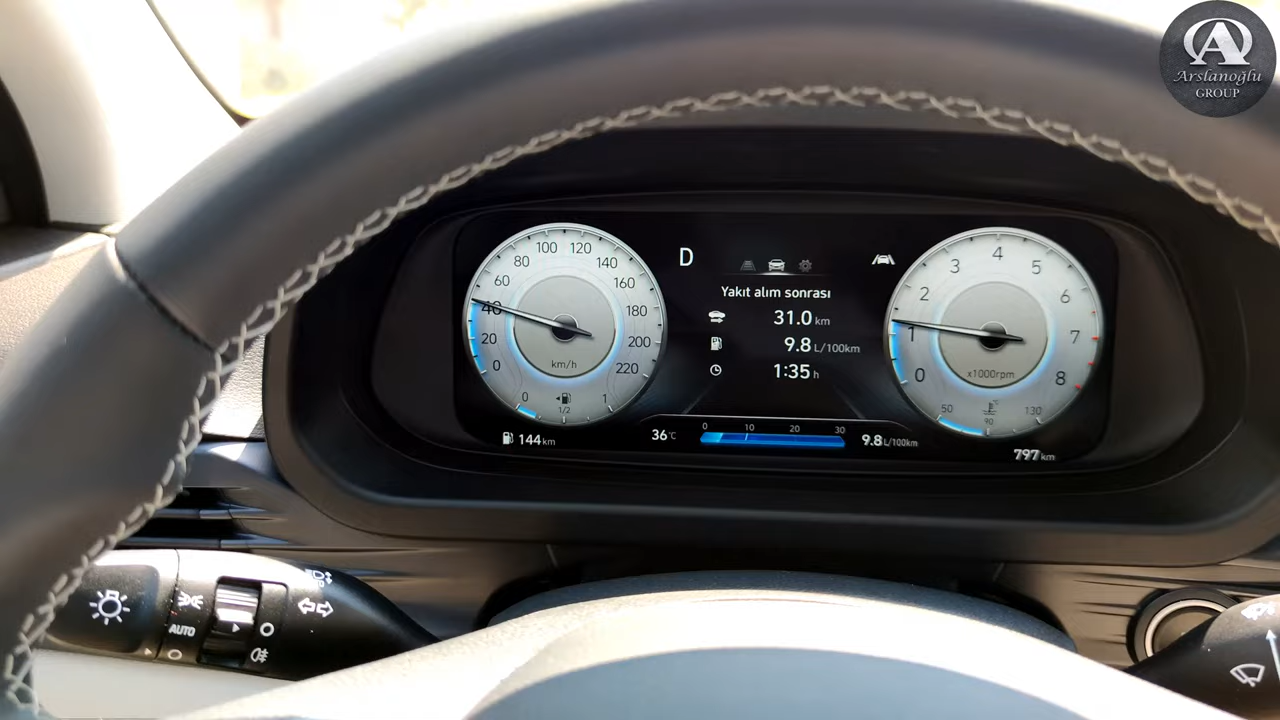 Arslanoğlu
GROUP
D
Yakıt alım sonrası
31.0 km
9.8 L/100km
1:35 h
0 20 40 60 80 100 120 140 160 180 200 220
km/h
0 1/2 1
144 km
36°C
0 10 20 30
9.8 L/100km
0 1 2 3 4 5 6 7 8
x1000rpm
50 90 130
797 km
AUTO